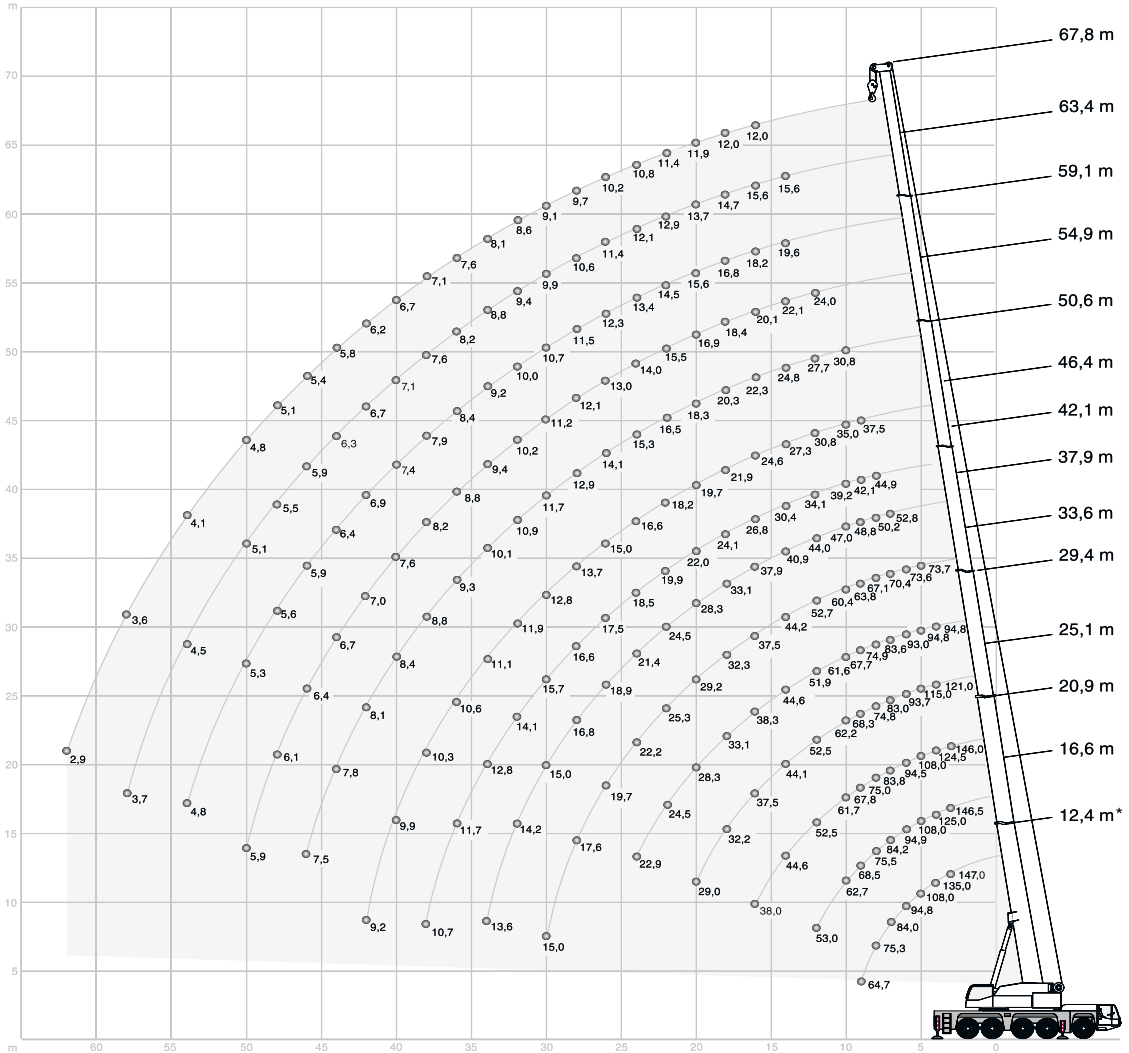 m
67,8 m
70
63,4 m
65
12,0 12,0 11,9 11,4 10,8 10,2 9,7 9,1 8,6 8,1 7,6 7,1 6,7 6,2 5,8 5,4 5,1 4,8 4,1 3,6 2,9
59,1 m
60
15,6 15,6 14,7 13,7 12,9 12,1 11,4 10,6 9,9 9,4 8,8 8,2 7,6 7,1 6,7 6,3 5,9 5,5 5,1 4,5 3,7
54,9 m
55
19,6 18,2 16,8 15,6 14,5 13,4 12,3 11,5 10,7 10,0 9,2 8,4 7,9 7,4 6,9 6,4 5,9 5,6 5,3 4,8
50,6 m
50
24,0 22,1 20,1 18,4 16,9 15,5 14,0 13,0 12,1 11,2 10,2 9,4 8,8 8,2 7,6 7,0 6,7 6,4 6,1 5,9
46,4 m
45
30,8 27,7 24,8 22,3 20,3 18,3 16,5 15,3 14,1 12,9 11,7 10,9 10,1 9,3 8,8 8,4 8,1 7,8 7,5
42,1 m
40
37,5 35,0 30,8 27,3 24,6 21,9 19,7 18,2 16,6 15,0 13,7 12,8 11,9 11,1 10,6 10,3 9,9 9,2
37,9 m
35
44,9 42,1 39,2 34,1 30,4 26,8 24,1 22,0 19,9 18,5 17,5 16,6 15,7 14,1 12,8 11,7 10,7
33,6 m
52,8 50,2 48,8 47,0 44,0 40,9 37,9 33,1 28,3 24,5 21,4 18,9 16,8 15,0 14,2 13,6
29,4 m
30
73,7 73,6 70,4 67,1 63,8 60,4 52,7 44,2 37,5 32,3 29,2 25,3 22,2 19,7 17,6 15,0
25,1 m
25
94,8 94,8 93,0 83,6 74,9 67,7 61,6 51,9 44,6 38,3 33,1 28,3 24,5 22,9
20,9 m
20
121,0 115,0 93,7 83,0 74,8 68,3 62,2 52,5 44,1 37,5 32,2 29,0
16,6 m
15
146,0 124,5 108,0 94,5 83,8 75,0 67,8 61,7 52,5 44,6 38,0
12,4 m*
10
146,5 125,0 108,0 94,9 84,2 75,5 68,5 62,7 53,0
5
147,0 135,0 108,0 94,8 84,0 75,3 64,7
m 60 55 50 45 40 35 30 25 20 15 10 5 0